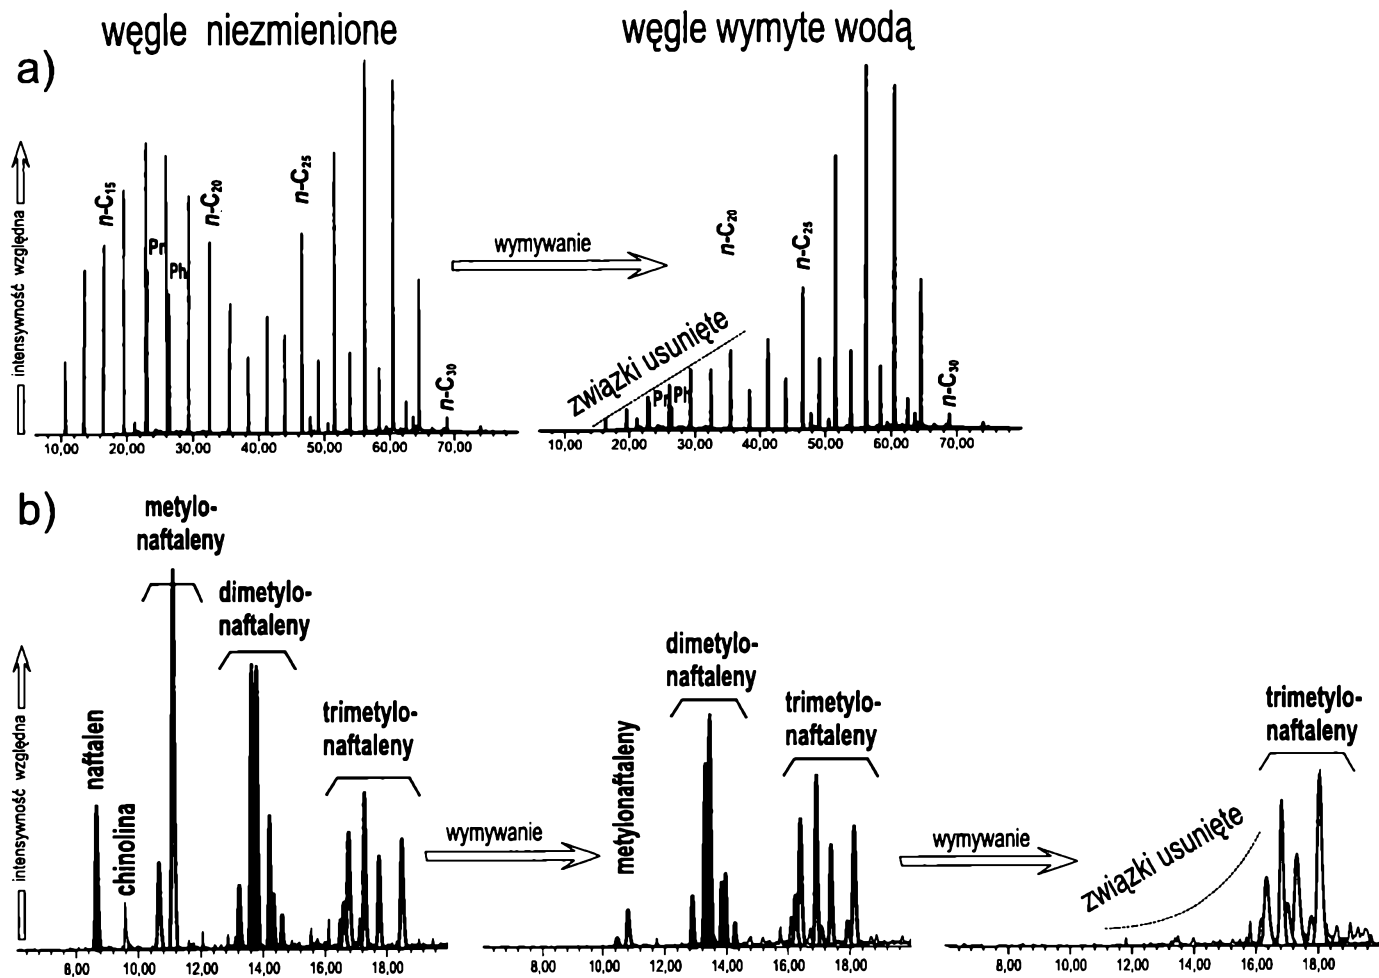 węgle niezmienione
węgle wymyte wodą
a)
intensywność względna
n-C15
Pr
Ph
n-C20
n-C25
n-C30
10,00 20,00 30,00 40,00 50,00 60,00 70,00
wymywanie
związki usunięte
Pr
Ph
n-C20
n-C25
n-C30
10,00 20,00 30,00 40,00 50,00 60,00 70,00
b)
intensywność względna
naftalen
chinolina
metylo-
naftaleny
dimetylo-
naftaleny
trimetylo-
naftaleny
8,00 10,00 12,00 14,00 16,00 18,00
wymywanie
metylonaftaleny
dimetylo-
naftaleny
trimetylo-
naftaleny
8,00 10,00 12,00 14,00 16,00 18,00
wymywanie
związki usunięte
trimetylo-
naftaleny
8,00 10,00 12,00 14,00 16,00 18,00